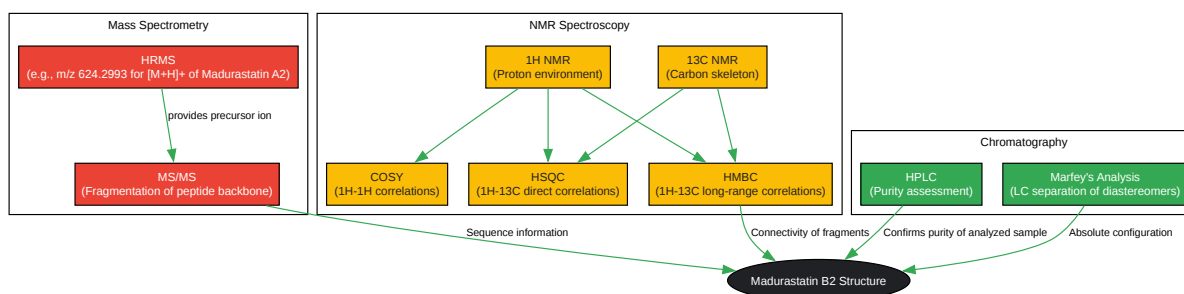 Mass Spectrometry
HRMS
(e.g., m/z 624.2993 for [M+H]+ of Madurastatin A2)
provides precursor ion
MS/MS
(Fragmentation of peptide backbone)
NMR Spectroscopy
1H NMR
(Proton environment)
13C NMR
(Carbon skeleton)
COSY
(1H-1H correlations)
HSQC
(1H-13C direct correlations)
HMBC
(1H-13C long-range correlations)
Chromatography
HPLC
(Purity assessment)
Marfey's Analysis
(LC separation of diastereomers)
Sequence information
Connectivity of fragments
Confirms purity of analyzed sample
Absolute configuration
Madurastatin B2 Structure